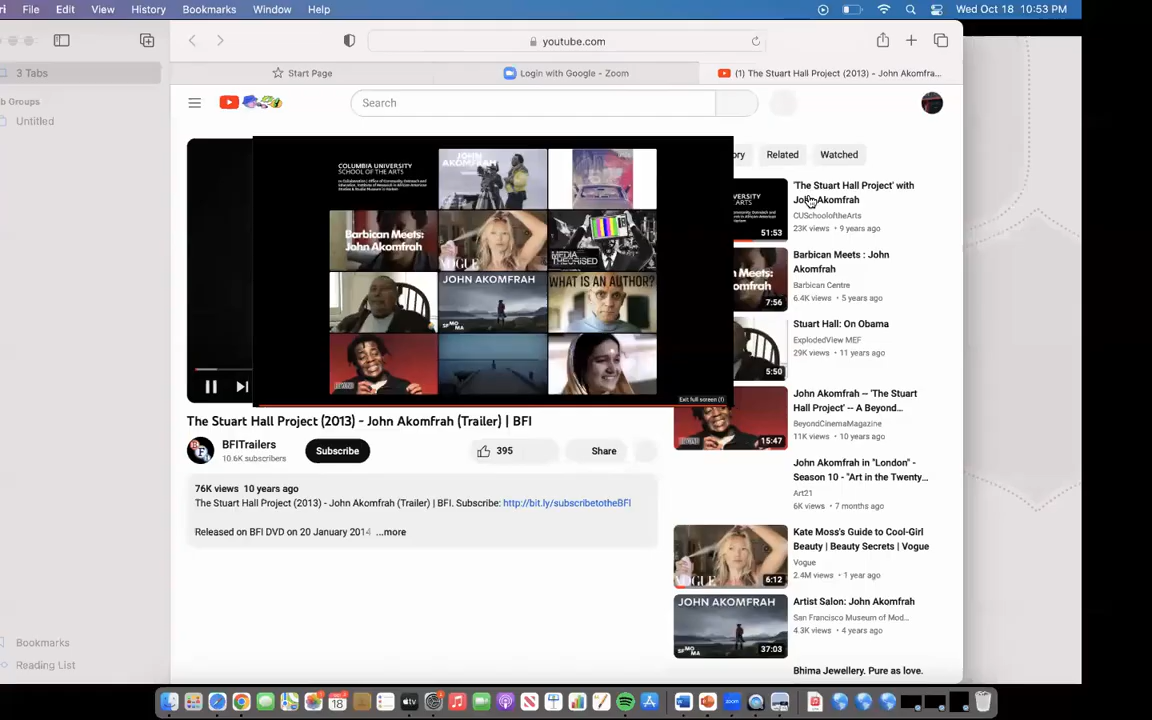 File Edit View History Bookmarks Window Help
Wed Oct 18 10:53 PM
youtube.com
3 Tabs
Start Page
Login with Google - Zoom
(1) The Stuart Hall Project (2013) - John Akomfra...
Untitled
Search
Related
Watched
COLUMBIA UNIVERSITY
SCHOOL OF THE ARTS
JOHN
AKOMFRAH
Barbican Meets:
John Akomfrah
VOGUE
MEDIA
THEORISED
JOHN AKOMFRAH
WHAT IS AN AUTHOR?
Exit full screen (f)
51:53
'The Stuart Hall Project' with
John Akomfrah
CUSchooloftheArts
23K views • 9 years ago
7:56
Barbican Meets : John
Akomfrah
Barbican Centre
6.4K views • 5 years ago
5:50
Stuart Hall: On Obama
ExplodedView MEF
29K views • 11 years ago
15:47
John Akomfrah -- 'The Stuart
Hall Project' -- A Beyond...
BeyondCinemaMagazine
11K views • 10 years ago
John Akomfrah in "London" -
Season 10 - "Art in the Twenty...
Art21
6K views • 7 months ago
6:12
Kate Moss's Guide to Cool-Girl
Beauty | Beauty Secrets | Vogue
Vogue
2.4M views • 1 year ago
JOHN AKOMFRAH
37:03
Artist Salon: John Akomfrah
San Francisco Museum of Mod...
4.3K views • 4 years ago
Bhima Jewellery. Pure as love.
The Stuart Hall Project (2013) - John Akomfrah (Trailer) | BFI
BFITrailers
10.6K subscribers
Subscribe
395
Share
76K views 10 years ago
The Stuart Hall Project (2013) - John Akomfrah (Trailer) | BFI. Subscribe: http://bit.ly/subscribetotheBFI
Released on BFI DVD on 20 January 2014 ...more
Bookmarks
Reading List